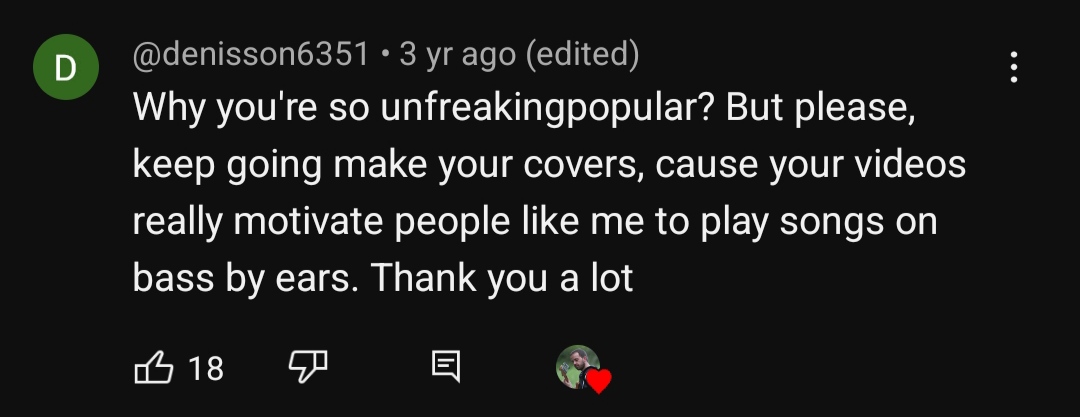 D
@denisson6351 • 3 yr ago (edited)
Why you're so unfreakingpopular? But please,
keep going make your covers, cause your videos
really motivate people like me to play songs on
bass by ears. Thank you a lot
18